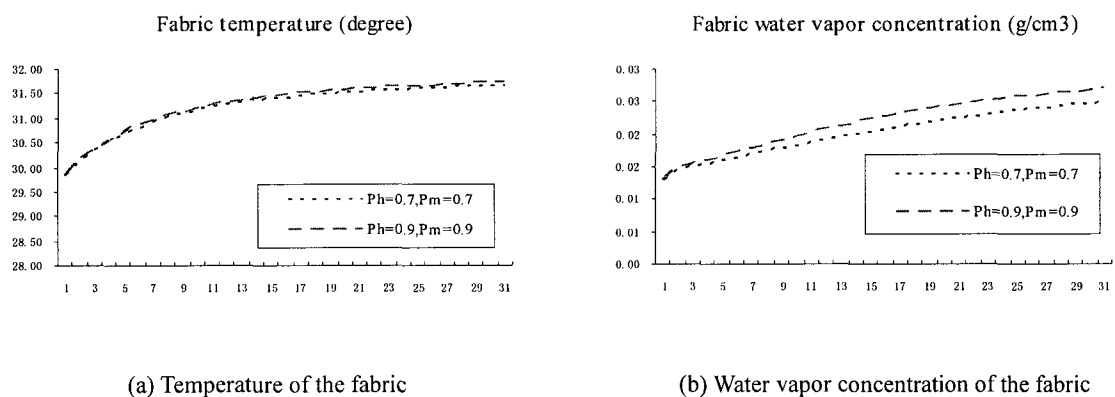 Fabric temperature (degree)
32.00
31.50
31.00
30.50
30.00
29.50
29.00
28.50
28.00
Ph=0.7,Pm=0.7
Ph=0.9,Pm=0.9
1 3 5 7 9 11 13 15 17 19 21 23 25 27 29 31
(a) Temperature of the fabric
Fabric water vapor concentration (g/cm3)
0.03
0.03
0.02
0.02
0.01
0.01
0.00
Ph=0.7,Pm=0.7
Ph=0.9,Pm=0.9
1 3 5 7 9 11 13 15 17 19 21 23 25 27 29 31
(b) Water vapor concentration of the fabric